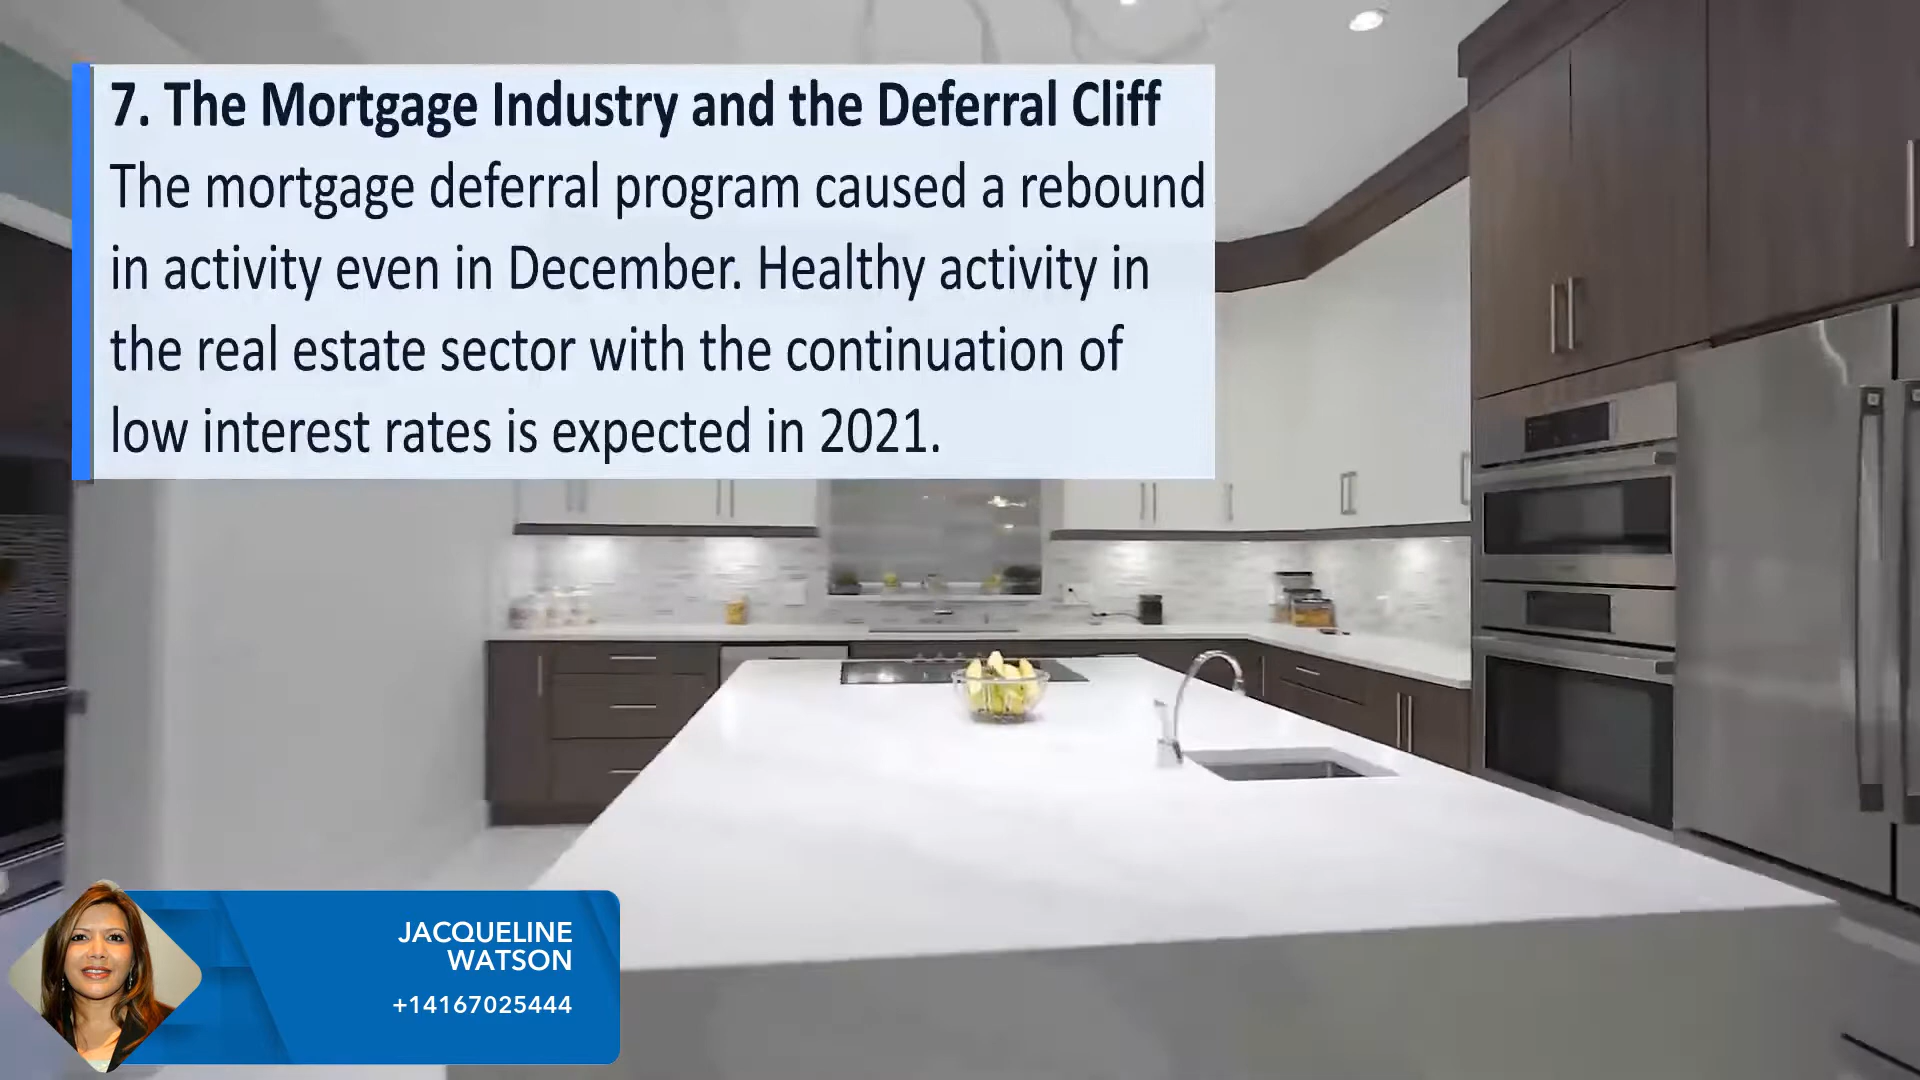 7. The Mortgage Industry and the Deferral Cliff
The mortgage deferral program caused a rebound
in activity even in December. Healthy activity in
the real estate sector with the continuation of
low interest rates is expected in 2021.
JACQUELINE
WATSON
+14167025444